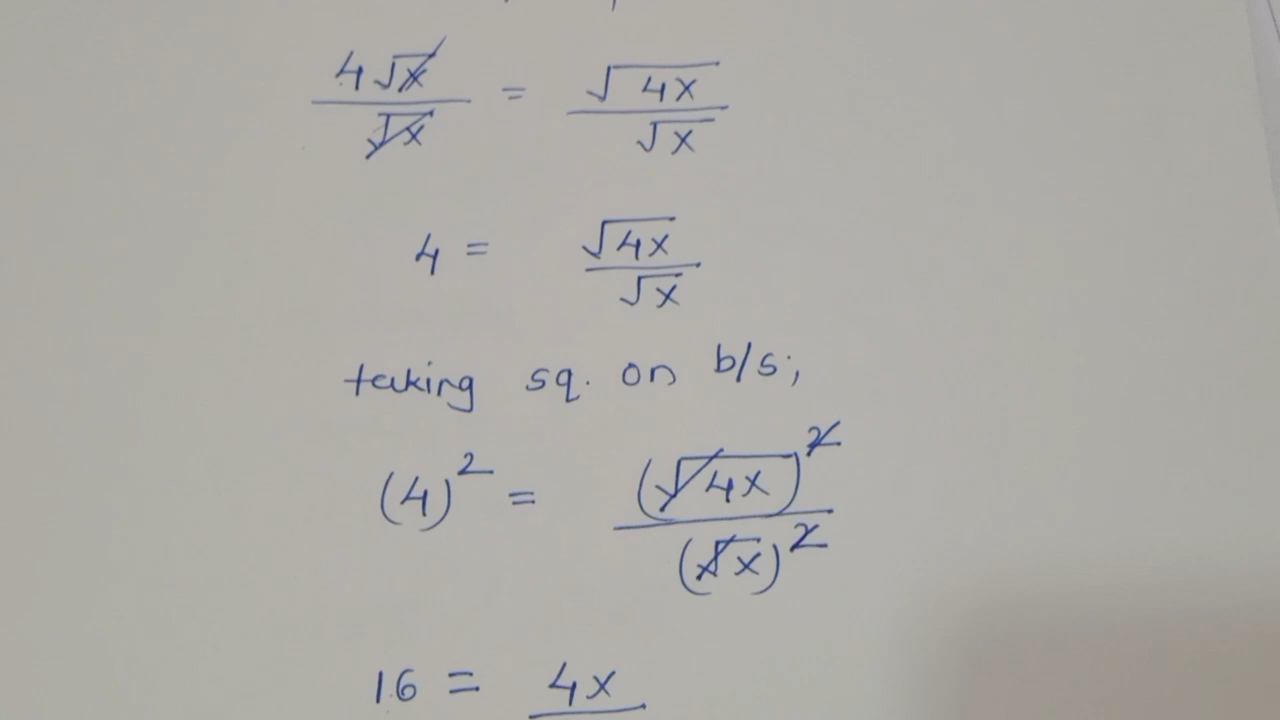 4√x / √x = √4x / √x
4 = √4x / √x
taking sq. on b/s;
(4)² = (√4x)² / (√x)²
16 = 4x